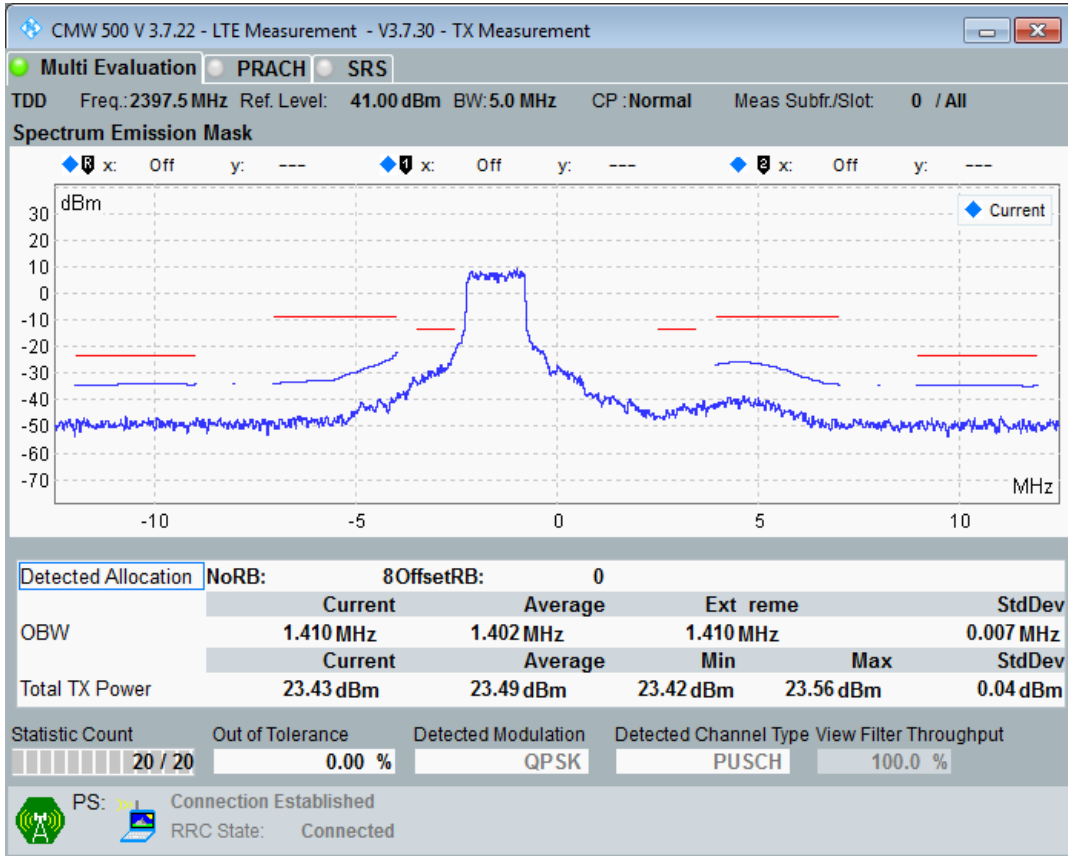 CMW 500 V 3.7.22 - LTE Measurement - V3.7.30 - TX Measurement
Multi Evaluation PRACH SRS
TDD Freq.: 2397.5 MHz Ref. Level: 41.00 dBm BW: 5.0 MHz CP : Normal Meas Subfr./Slot: 0 / All
Spectrum Emission Mask
R x: Off y: --- 1 x: Off y: --- 2 x: Off y: ---
dBm
Current
30
20
10
0
-10
-20
-30
-40
-50
-60
-70
MHz
-10 -5 0 5 10
Detected Allocation NoRB: 8 OffsetRB: 0
Current Average Ext reme StdDev
OBW 1.410 MHz 1.402 MHz 1.410 MHz 0.007 MHz
Current Average Min Max StdDev
Total TX Power 23.43 dBm 23.49 dBm 23.42 dBm 23.56 dBm 0.04 dBm
Statistic Count Out of Tolerance Detected Modulation Detected Channel Type View Filter Throughput
20 / 20 0.00 % QPSK PUSCH 100.0 %
PS: Connection Established
RRC State: Connected